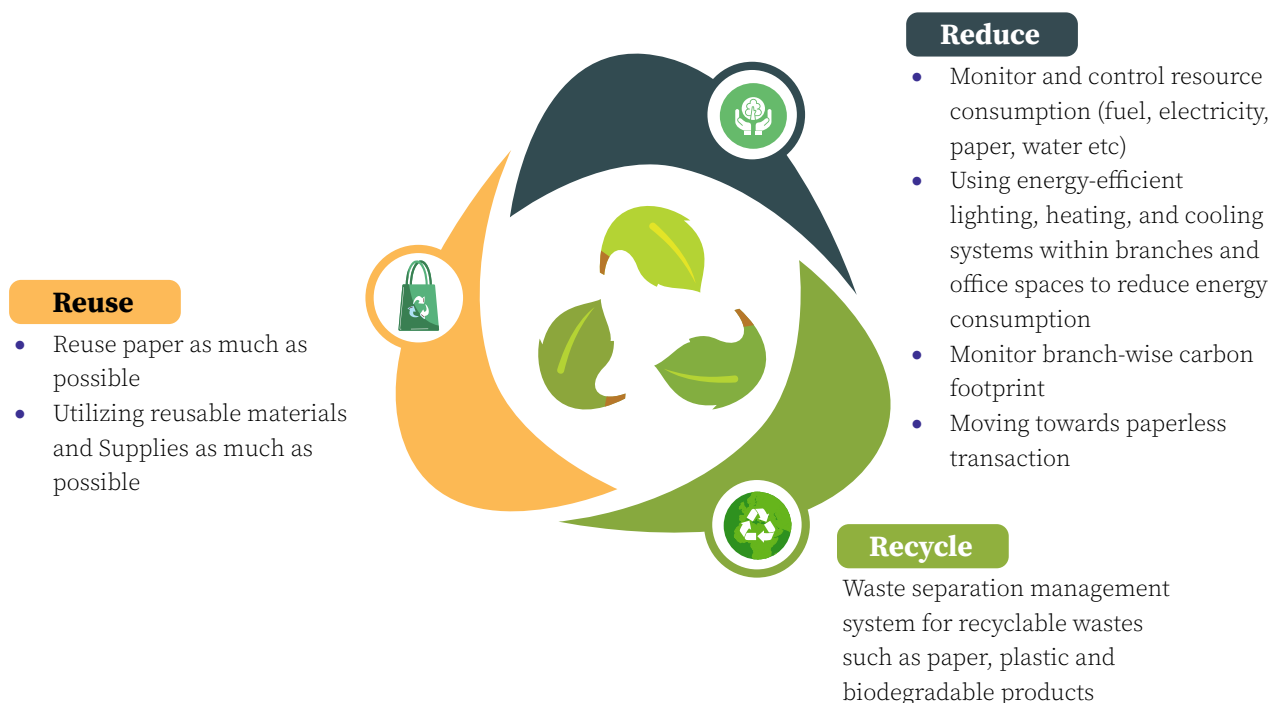 Reduce
• Monitor and control resource
consumption (fuel, electricity,
paper, water etc)
• Using energy-efficient
lighting, heating, and cooling
systems within branches and
office spaces to reduce energy
consumption
• Monitor branch-wise carbon
footprint
• Moving towards paperless
transaction
Reuse
• Reuse paper as much as
possible
• Utilizing reusable materials
and Supplies as much as
possible
Recycle
Waste separation management
system for recyclable wastes
such as paper, plastic and
biodegradable products